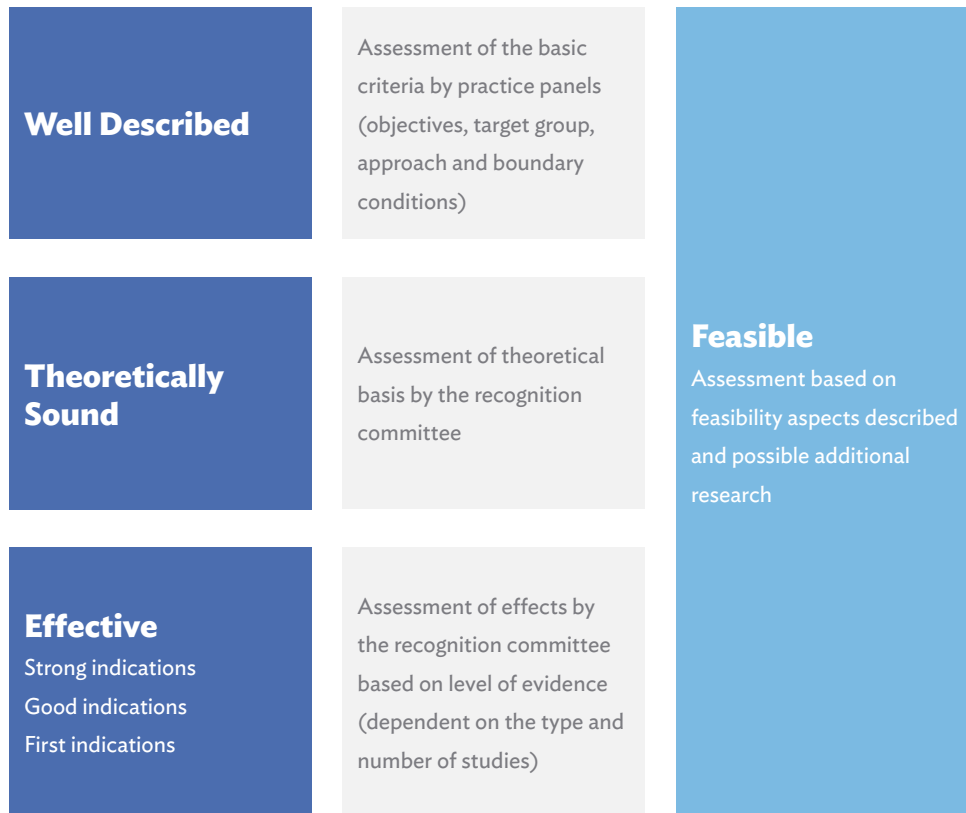 Well Described
Assessment of the basic
criteria by practice panels
(objectives, target group,
approach and boundary
conditions)
Theoretically
Sound
Assessment of theoretical
basis by the recognition
committee
Effective
Strong indications
Good indications
First indications
Assessment of effects by
the recognition committee
based on level of evidence
(dependent on the type and
number of studies)
Feasible
Assessment based on
feasibility aspects described
and possible additional
research